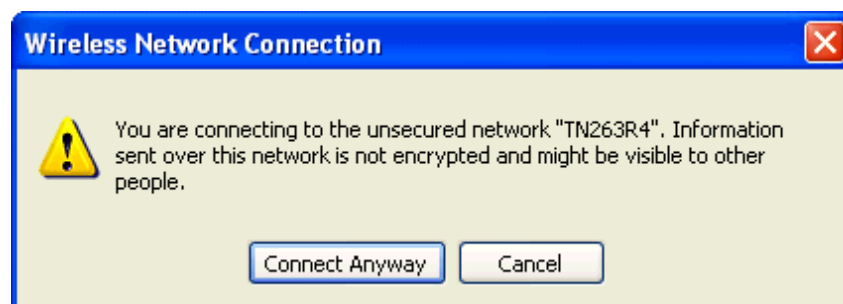 Wireless Network Connection
You are connecting to the unsecured network "TN263R4". Information
sent over this network is not encrypted and might be visible to other
people.
Connect Anyway
Cancel